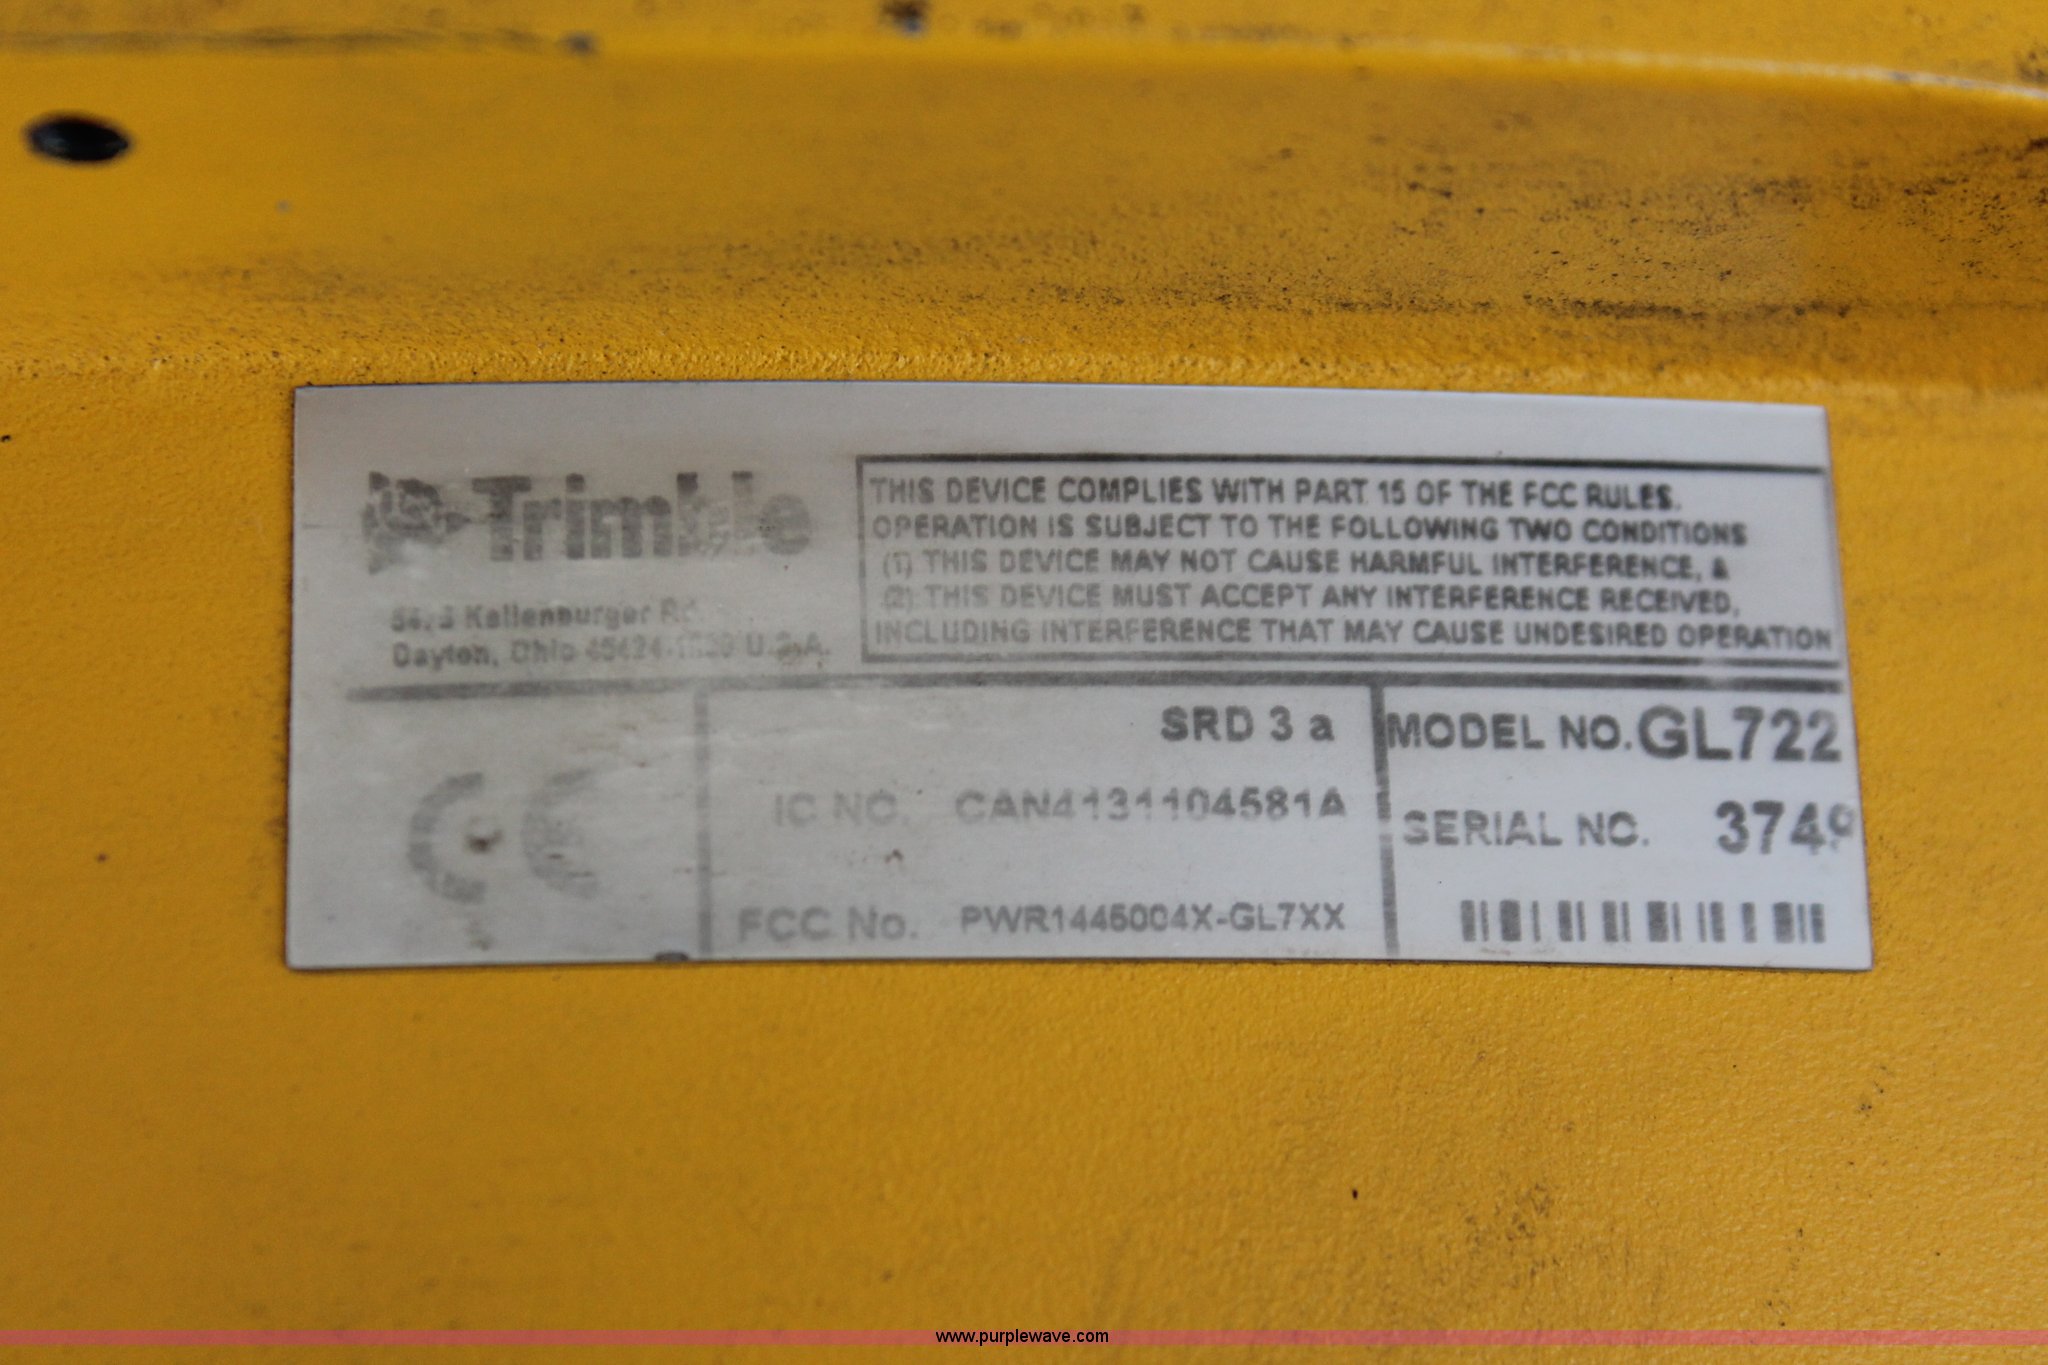 Trimble
Kellenburger Rd.
Dayton, Ohio U.S.A.
THIS DEVICE COMPLIES WITH PART 15 OF THE FCC RULES.
OPERATION IS SUBJECT TO THE FOLLOWING TWO CONDITIONS
(1) THIS DEVICE MAY NOT CAUSE HARMFUL INTERFERENCE, &
(2) THIS DEVICE MUST ACCEPT ANY INTERFERENCE RECEIVED,
INCLUDING INTERFERENCE THAT MAY CAUSE UNDESIRED OPERATION
CE
SRD 3 a
IC NO. CAN4131104581A
FCC No. PWR1446004X-GL7XX
MODEL NO. GL722
SERIAL NO. 3749
www.purplewave.com